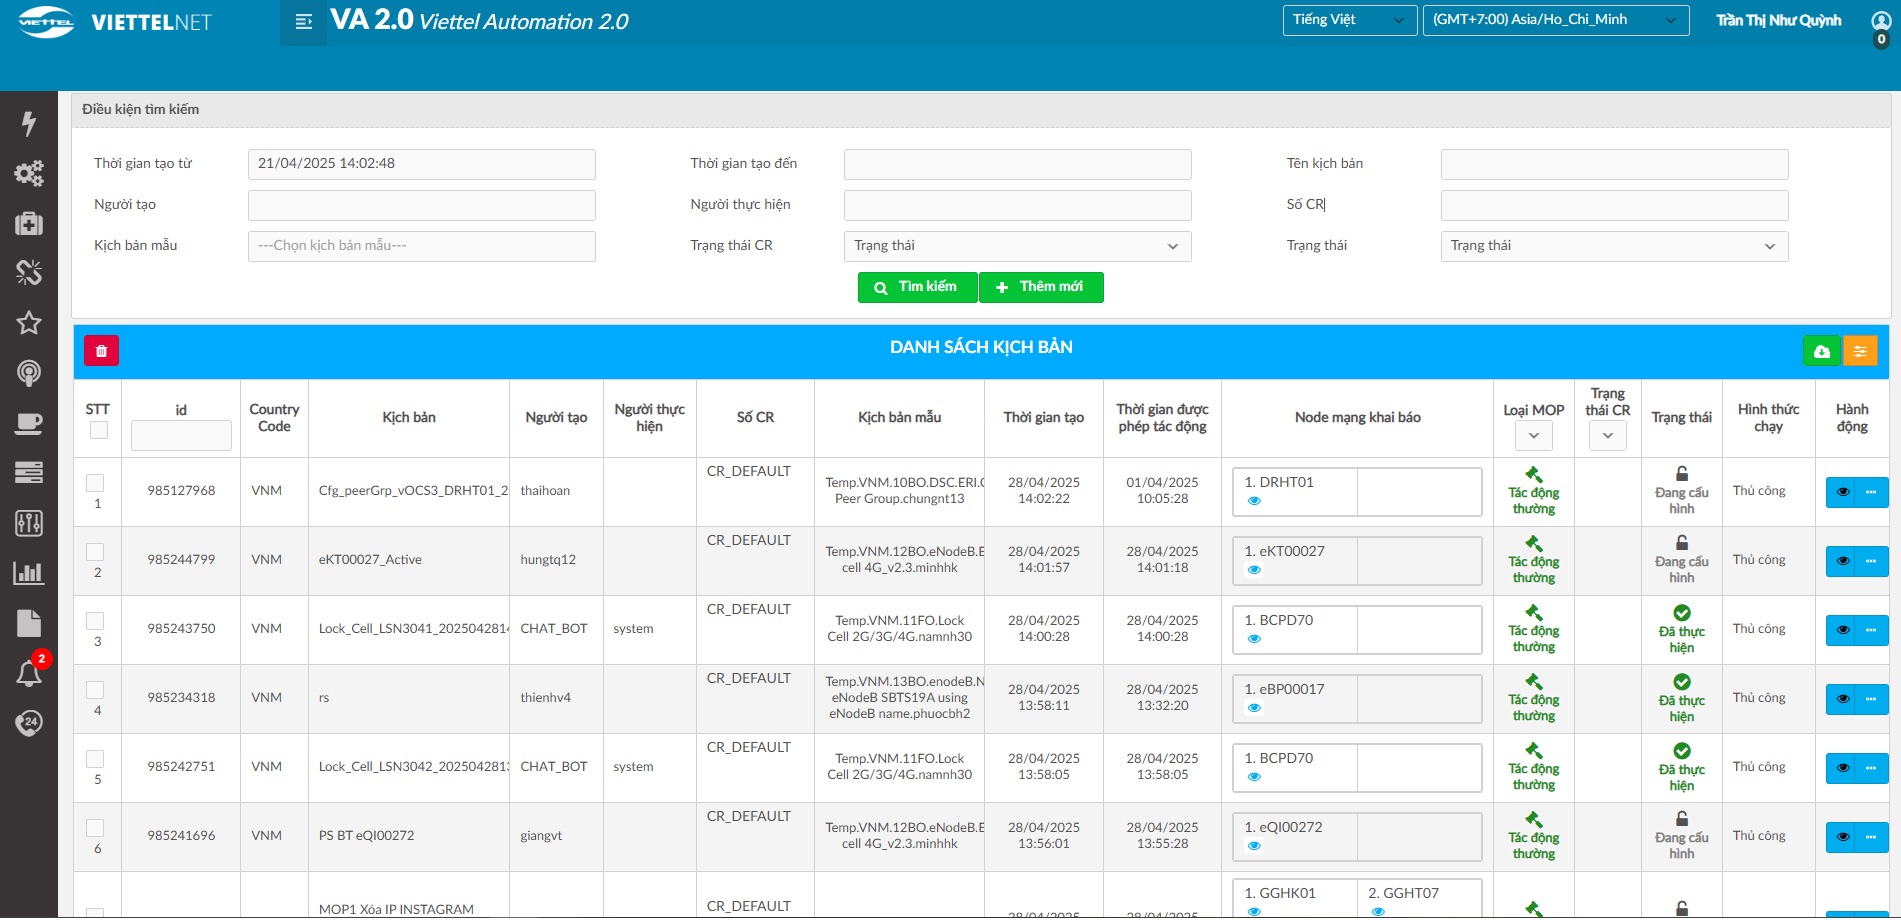 VIETTEL
VIETTELNET
VA 2.0 Viettel Automation 2.0
Tiếng Việt
(GMT+7:00) Asia/Ho_Chi_Minh
Trần Thị Như Quỳnh
0
Điều kiện tìm kiếm
Thời gian tạo từ
21/04/2025 14:02:48
Thời gian tạo đến
Tên kịch bản
Người tạo
Người thực hiện
Số CR
Kịch bản mẫu
---Chọn kịch bản mẫu---
Trạng thái CR
Trạng thái
Trạng thái
Trạng thái
Tìm kiếm
Thêm mới
DANH SÁCH KỊCH BẢN
STT
id
Country
Code
Kịch bản
Người tạo
Người thực
hiện
Số CR
Kịch bản mẫu
Thời gian tạo
Thời gian được
phép tác động
Node mạng khai báo
Loại MOP
Trạng
thái CR
Trạng thái
Hình thức
chạy
Hành
động
1
985127968
VNM
Cfg_peerGrp_vOCS3_DRHT01_2
thaihoan
CR_DEFAULT
Temp.VNM.10BO.DSC.ERI.C
Peer Group.chungnt13
28/04/2025
14:02:22
01/04/2025
10:05:28
1. DRHT01
Tác động
thường
Đang cấu
hình
Thủ công
2
985244799
VNM
eKT00027_Active
hungtq12
CR_DEFAULT
Temp.VNM.12BO.eNodeB.E
cell 4G_v2.3.minhhk
28/04/2025
14:01:57
28/04/2025
14:01:18
1. eKT00027
Tác động
thường
Đang cấu
hình
Thủ công
3
985243750
VNM
Lock_Cell_LSN3041_2025042814
CHAT_BOT
system
CR_DEFAULT
Temp.VNM.11FO.Lock
Cell 2G/3G/4G.namnh30
28/04/2025
14:00:28
28/04/2025
14:00:28
1. BCPD70
Tác động
thường
Đã thực
hiện
Thủ công
4
985234318
VNM
rs
thienhv4
CR_DEFAULT
Temp.VNM.13BO.enodeB.N
eNodeB SBTS19A using
eNodeB name.phuocbh2
28/04/2025
13:58:11
28/04/2025
13:32:20
1. eBP00017
Tác động
thường
Đã thực
hiện
Thủ công
5
985242751
VNM
Lock_Cell_LSN3042_2025042813
CHAT_BOT
system
CR_DEFAULT
Temp.VNM.11FO.Lock
Cell 2G/3G/4G.namnh30
28/04/2025
13:58:05
28/04/2025
13:58:05
1. BCPD70
Tác động
thường
Đã thực
hiện
Thủ công
6
985241696
VNM
PS BT eQI00272
giangvt
CR_DEFAULT
Temp.VNM.12BO.eNodeB.E
cell 4G_v2.3.minhhk
28/04/2025
13:56:01
28/04/2025
13:55:28
1. eQI00272
Tác động
thường
Đang cấu
hình
Thủ công
MOP1 Xóa IP INSTAGRAM
CR_DEFAULT
28/04/2025
28/04/2025
1. GGHK01
2. GGHT07
2
24